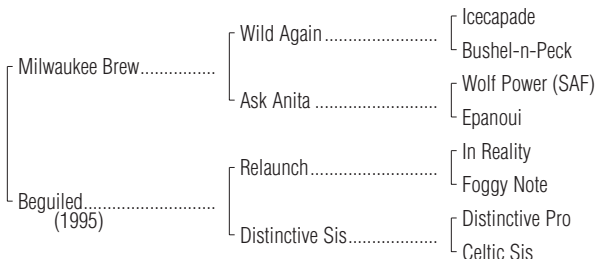 Icecapade
Wild Again........................
Bushel-n-Peck
Milwaukee Brew................
Wolf Power (SAF)
Ask Anita ..........................
Epanoui
In Reality
Relaunch...........................
Foggy Note
Beguiled............................
(1995)
Distinctive Pro
Distinctive Sis...................
Celtic Sis